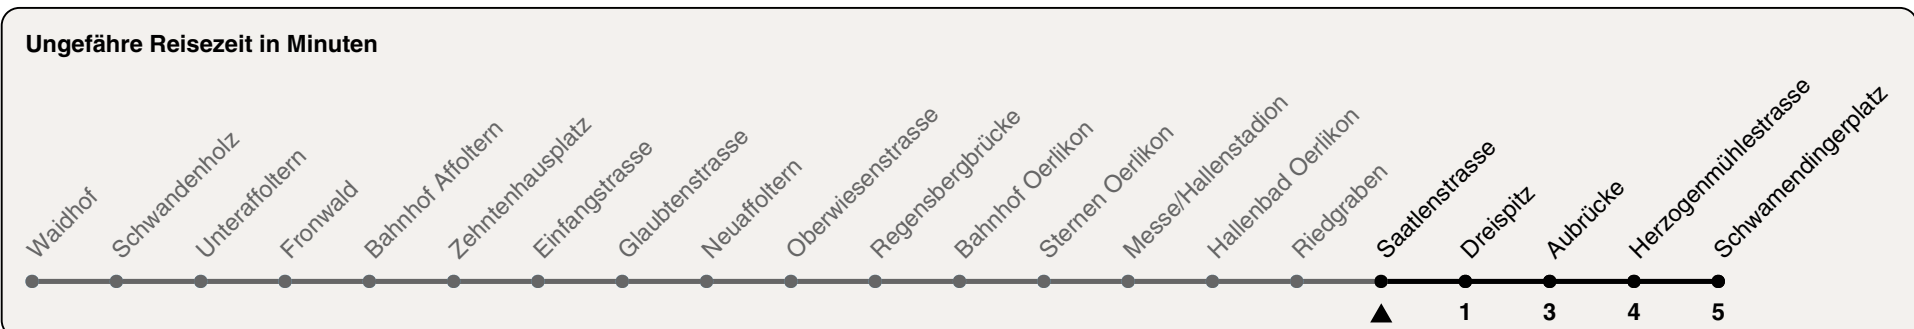 Ungefähre Reisezeit in Minuten
Waidhof
Schwandenholz
Unteraffoltern
Fronwald
Bahnhof Affoltern
Zehntenhausplatz
Einfangstrasse
Glaubtenstrasse
Neuaffoltern
Oberwiesenstrasse
Regensbergbrücke
Bahnhof Oerlikon
Sternen Oerlikon
Messe/Hallenstadion
Hallenbad Oerlikon
Riedgraben
Saatlenstrasse
Dreispitz
Aubrücke
Herzogenmühlestrasse
Schwamendingerplatz
1 3 4 5